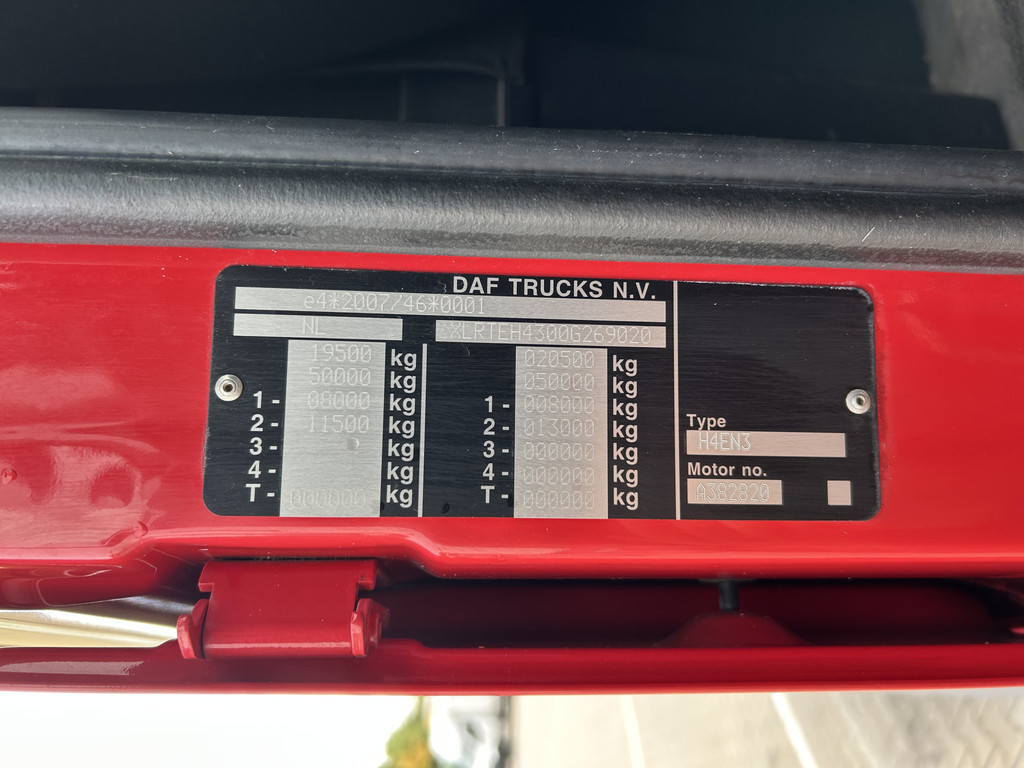 DAF TRUCKS N.V.
e4*2007/46*0001
NL XLRTEH4300G269020
19500 kg 020500 kg
50000 kg 050000 kg
1- 08000 kg 1- 008000 kg
2- 11500 kg 2- 013000 kg
3- kg 3- 000000 kg
4- kg 4- 000000 kg
T- 000000 kg T- 000000 kg
Type
H4EN3
Motor no.
A382820